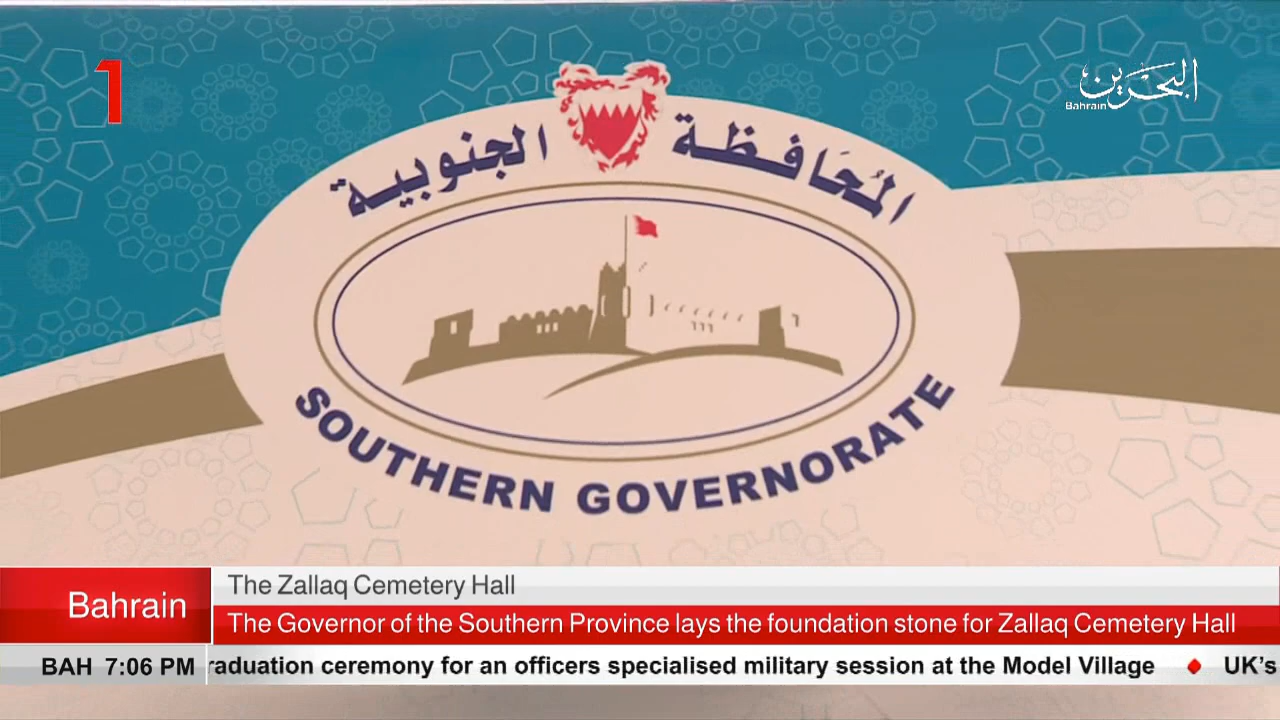 1
البحرين
Bahrain
المُحَافظة الجنوبية
SOUTHERN GOVERNORATE
Bahrain
The Zallaq Cemetery Hall
The Governor of the Southern Province lays the foundation stone for Zallaq Cemetery Hall
BAH 7:06 PM
raduation ceremony for an officers specialised military session at the Model Village
UK's